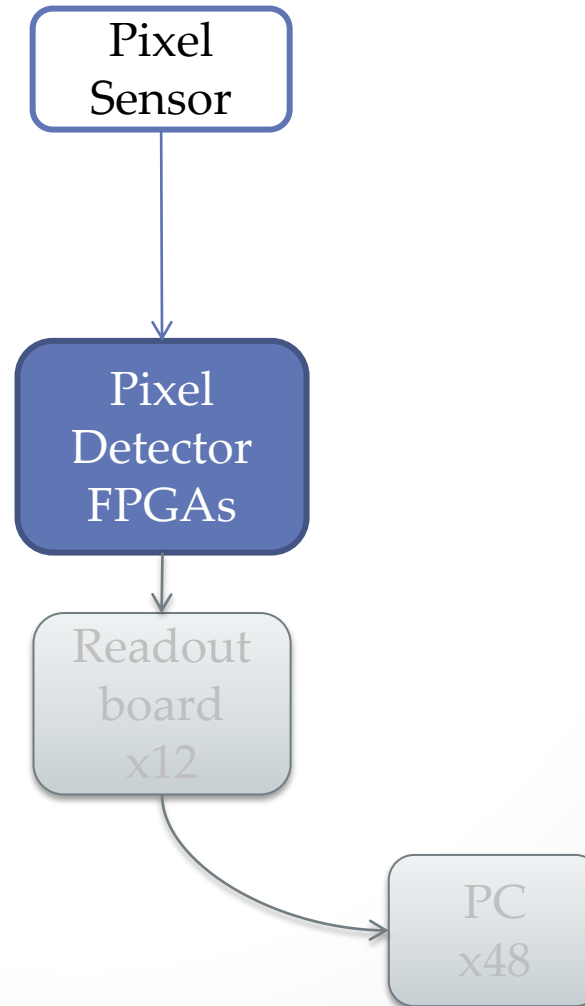 Pixel
Sensor
Pixel
Detector
FPGAs
Readout
board
x12
PC
x48